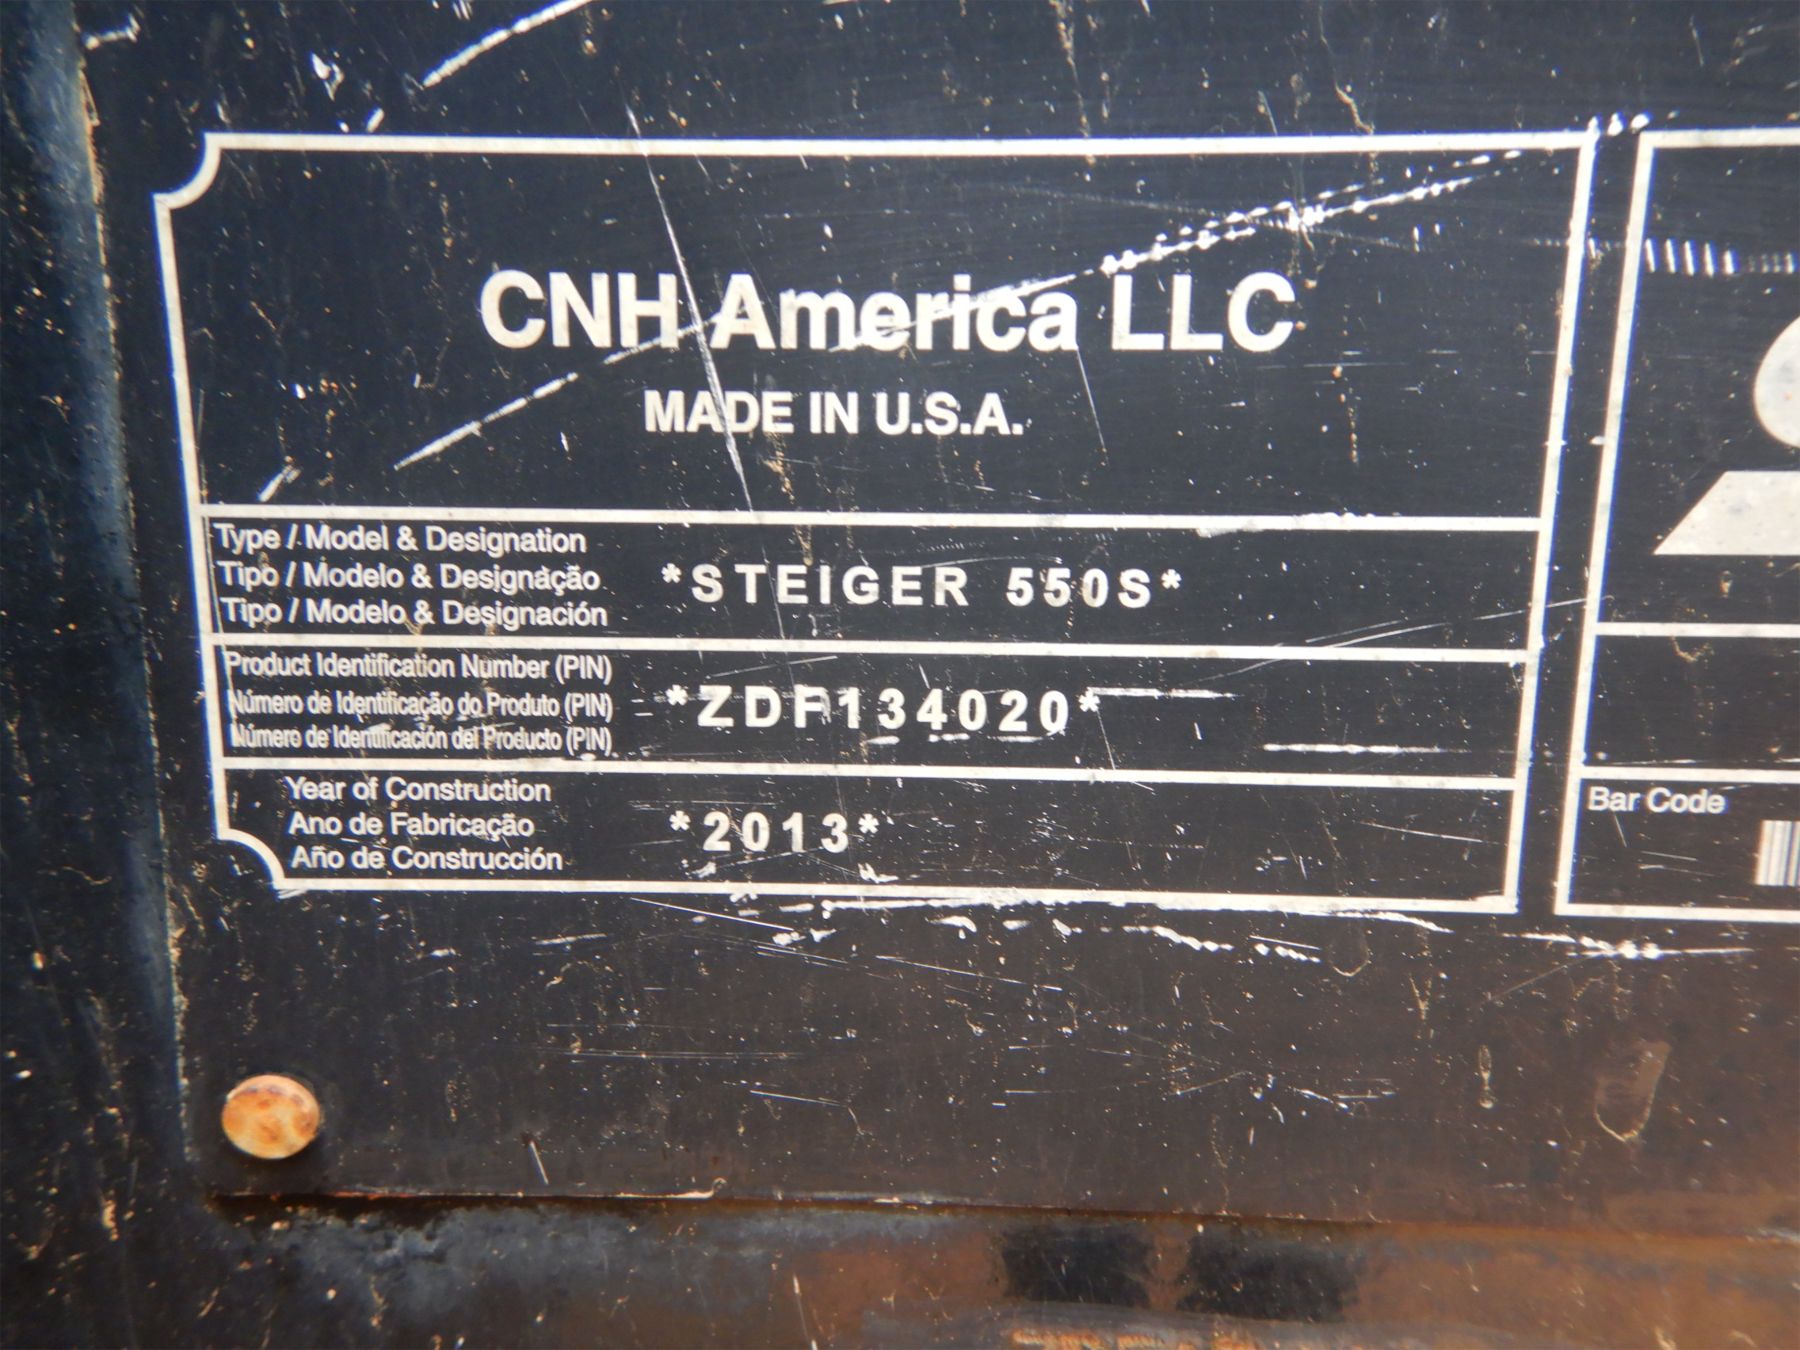 CNH America LLC
MADE IN U.S.A.
Type / Model & Designation
Tipo / Modelo & Designação
Tipo / Modelo & Designación
*STEIGER 550S*
Product Identification Number (PIN)
Número de Identificação do Produto (PIN)
Número de Identificación del Producto (PIN)
*ZDF134020*
Year of Construction
Ano de Fabricação
Año de Construcción
*2013*
Bar Code